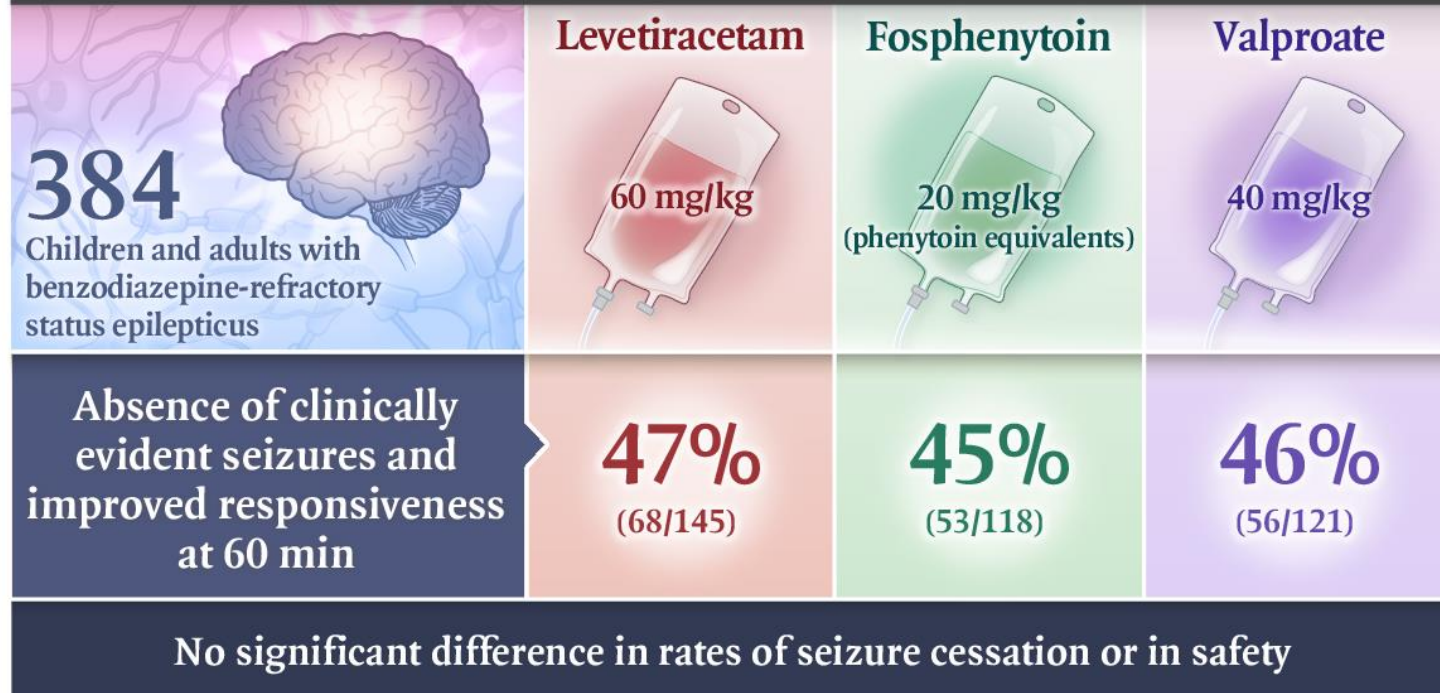 Levetiracetam
Fosphenytoin
Valproate
384
Children and adults with
benzodiazepine-refractory
status epilepticus
60 mg/kg
20 mg/kg
(phenytoin equivalents)
40 mg/kg
Absence of clinically
evident seizures and
improved responsiveness
at 60 min
47%
(68/145)
45%
(53/118)
46%
(56/121)
No significant difference in rates of seizure cessation or in safety